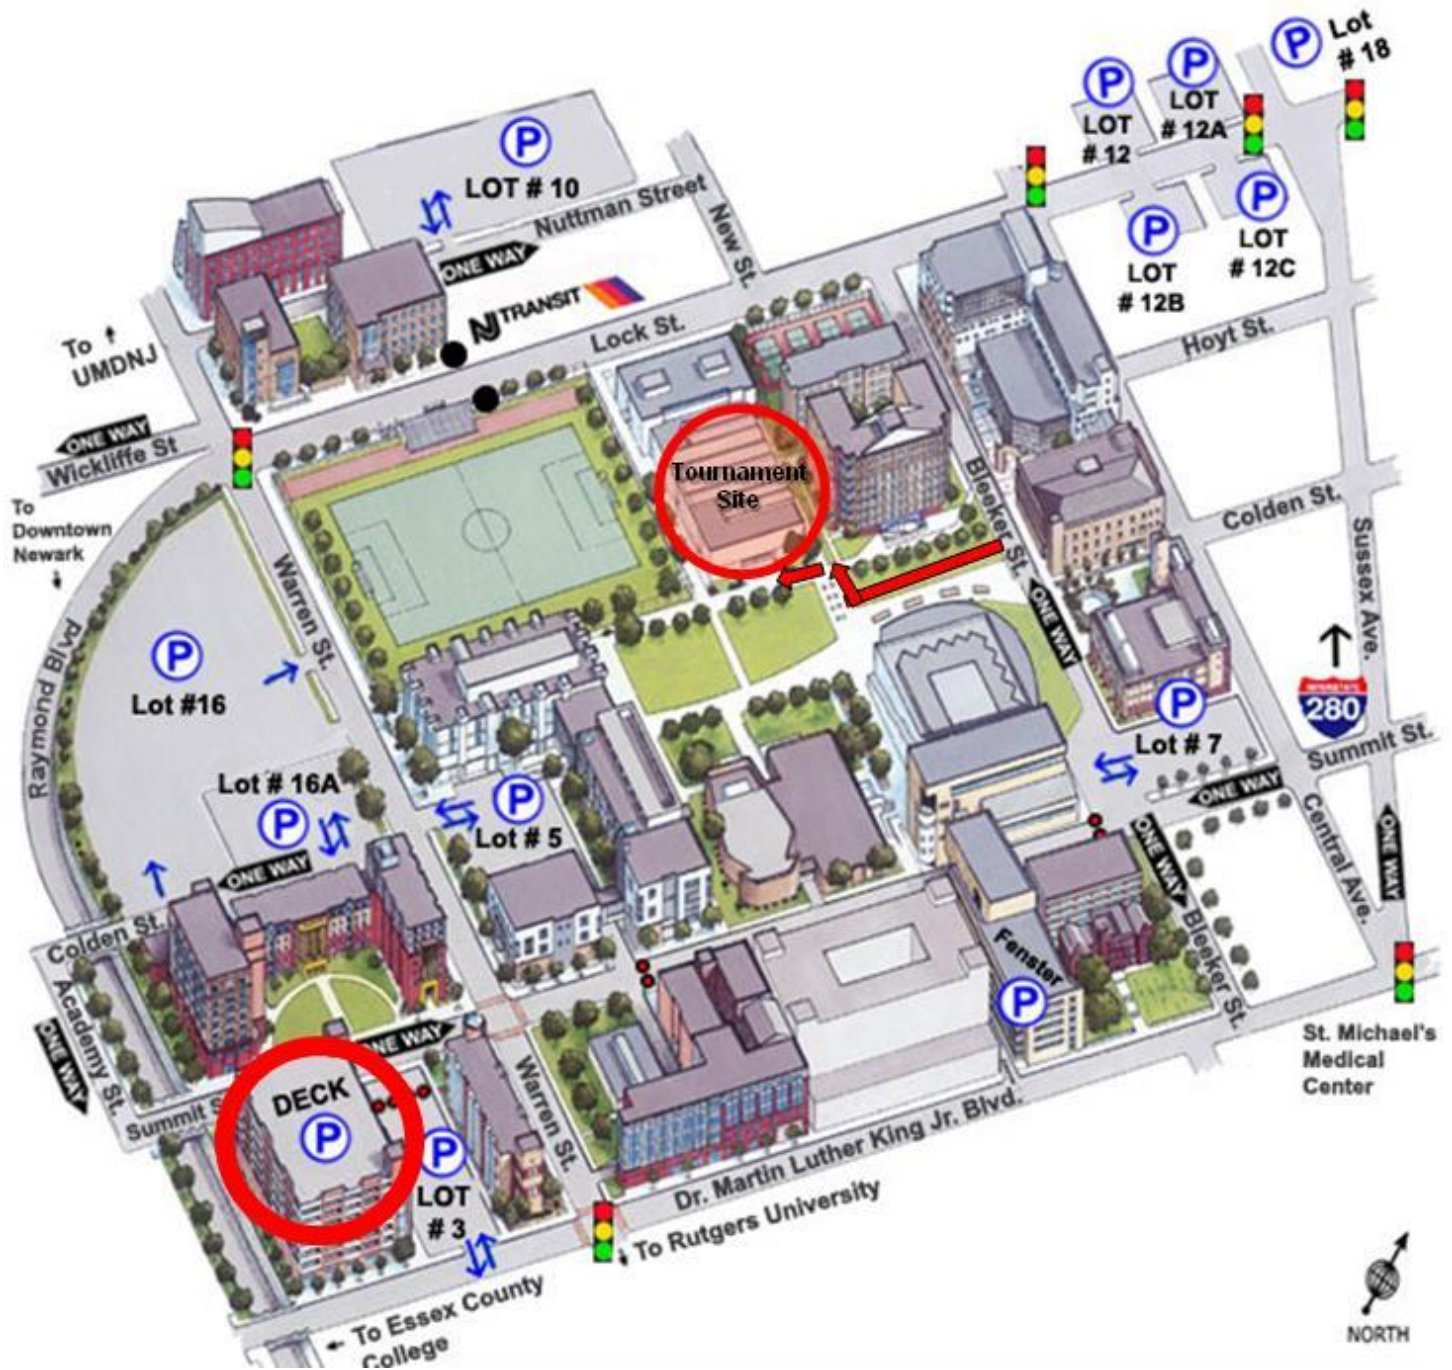 Lot
# 18
P
P
LOT
# 12A
P
LOT
# 12
P
LOT
# 12C
P
LOT
# 12B
P
LOT # 10
Nuttman Street
ONE WAY
New St.
NJ TRANSIT
Lock St.
Hoyt St.
To
UMDNJ
ONE WAY
Wickliffe St
To
Downtown
Newark
Tournament
Site
Bleeker St.
Colden St.
Sussex Ave.
Warren St.
Raymond Blvd
P
Lot #16
ONE WAY
INTERSTATE
280
P
Lot # 7
Summit St.
ONE WAY
Lot # 16A
P
P
Lot # 5
ONE WAY
ONE WAY
Central Ave.
ONE WAY
Bleeker St.
Colden St.
Academy St.
ONE WAY
Fenster
P
ONE WAY
St. Michael's
Medical
Center
Summit S
DECK
P
P
LOT
# 3
Warren St.
Dr. Martin Luther King Jr. Blvd.
To Rutgers University
To Essex County
College
NORTH